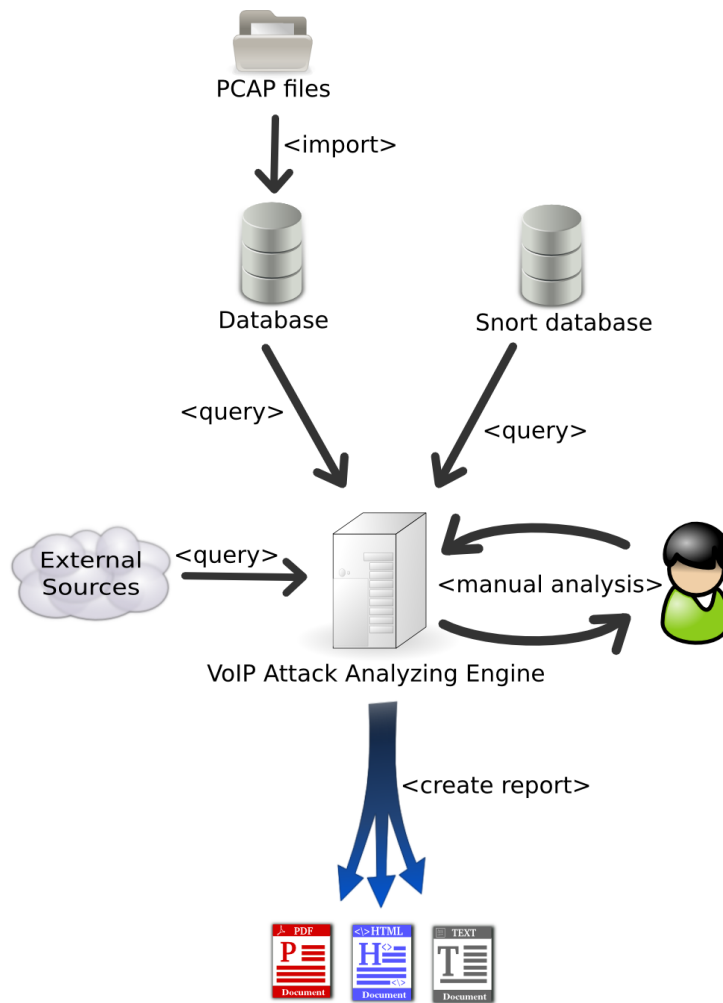 PCAP files
<import>
Database
Snort database
<query>
<query>
External
Sources
<query>
<manual analysis>
VoIP Attack Analyzing Engine
<create report>
PDF
P
Document
<\>HTML
H
<>
<\>
Document
TEXT
T
Document